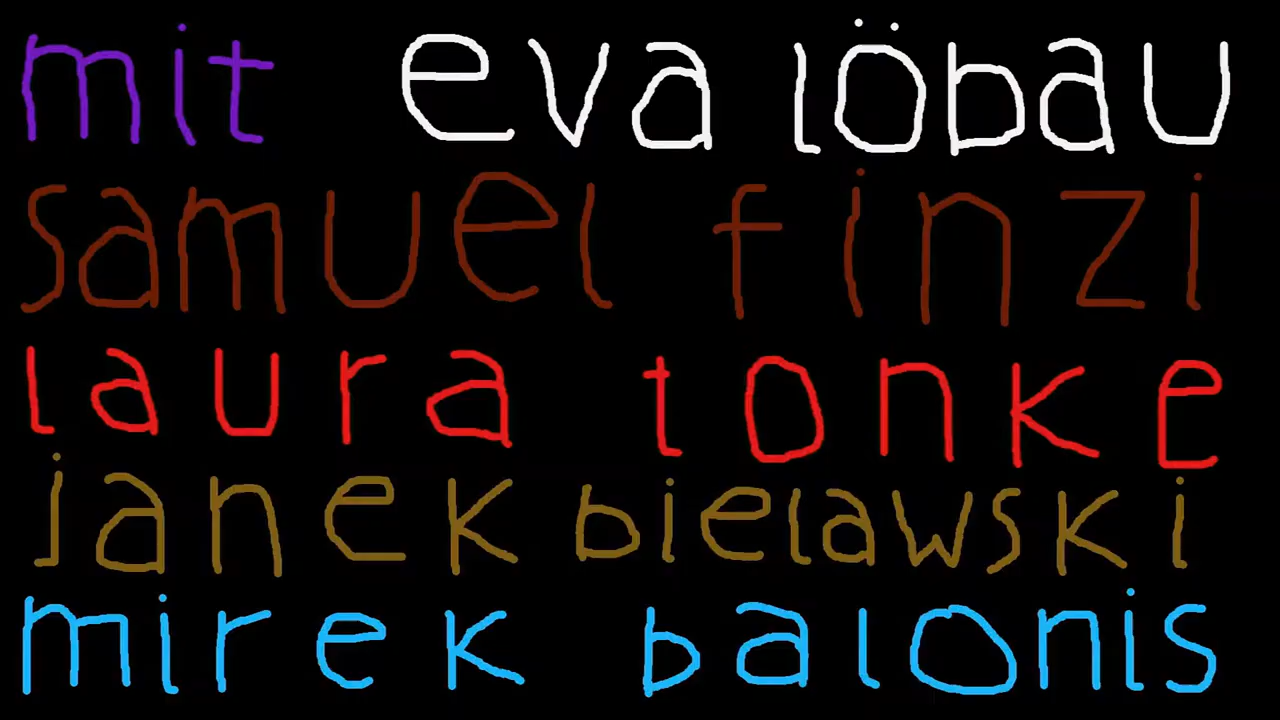 mit eva löbau
samuel finzi
laura tonke
janek bielawski
mirek balonis